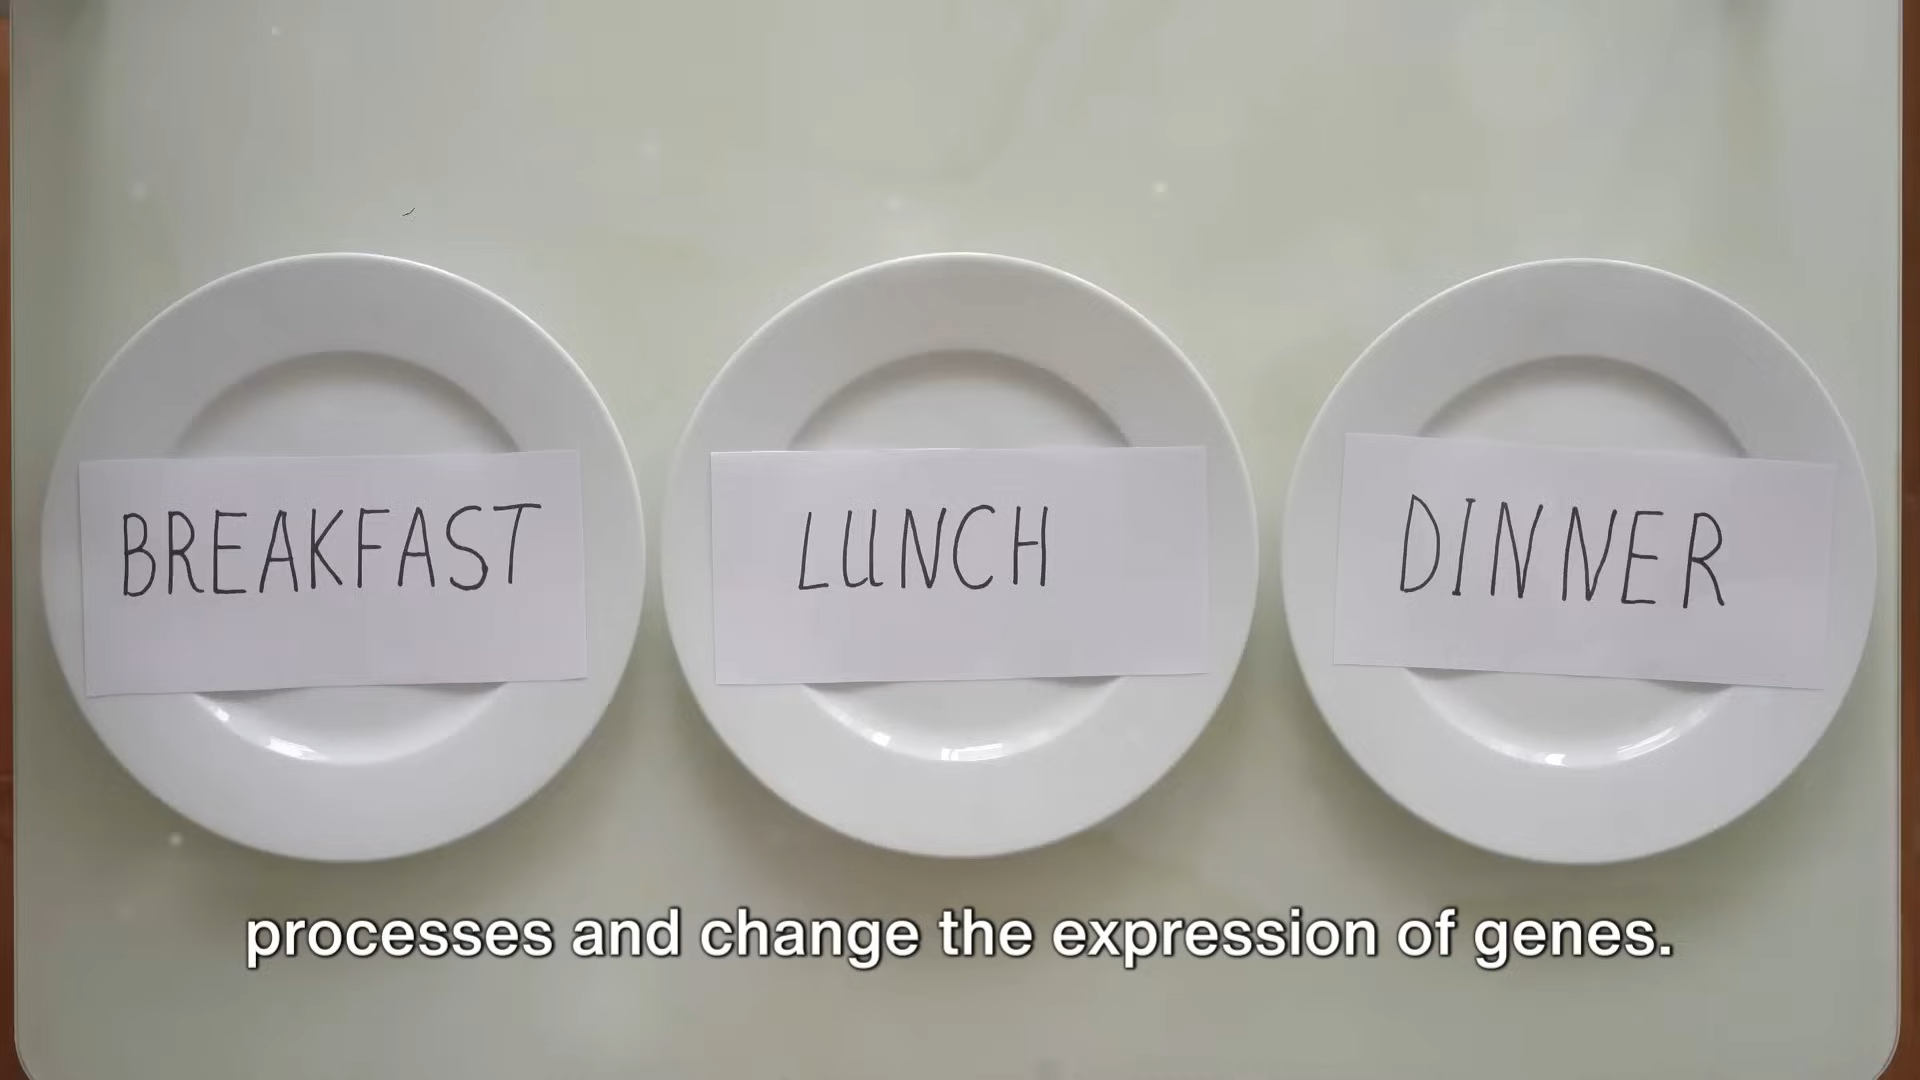 BREAKFAST
LUNCH
DINNER
processes and change the expression of genes.